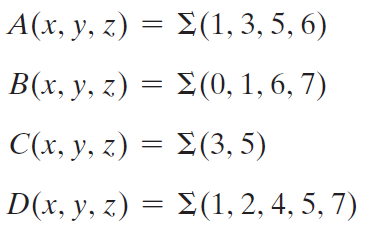 A(x, y, z) = Σ(1, 3, 5, 6)
B(x, y, z) = Σ(0, 1, 6, 7)
C(x, y, z) = Σ(3, 5)
D(x, y, z) = Σ(1, 2, 4, 5, 7)